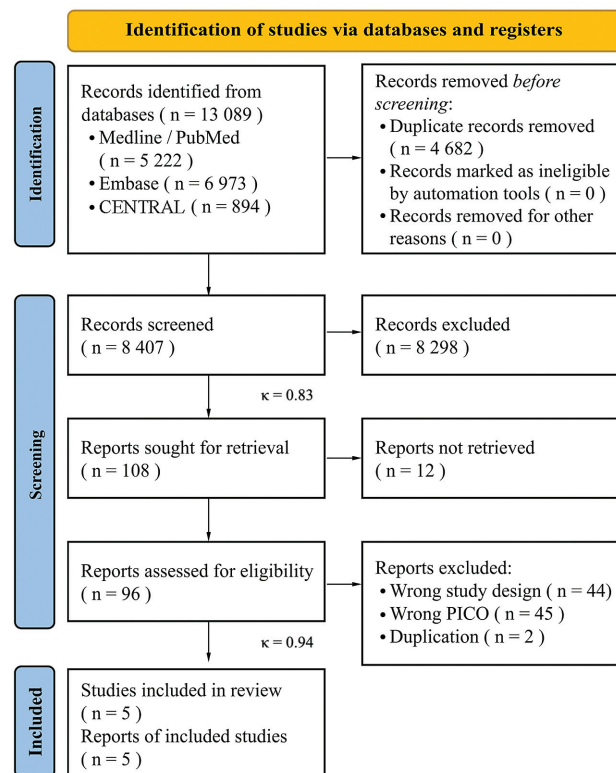 Identification of studies via databases and registers
Identification
Records identified from
databases ( n = 13 089 )
• Medline / PubMed
( n = 5 222 )
• Embase ( n = 6 973 )
• CENTRAL ( n = 894 )
Records removed before
screening:
• Duplicate records removed
( n = 4 682 )
• Records marked as ineligible
by automation tools ( n = 0 )
• Records removed for other
reasons ( n = 0 )
Screening
Records screened
( n = 8 407 )
Records excluded
( n = 8 298 )
κ = 0.83
Reports sought for retrieval
( n = 108 )
Reports not retrieved
( n = 12 )
Reports assessed for eligibility
( n = 96 )
Reports excluded:
• Wrong study design ( n = 44)
• Wrong PICO ( n = 45 )
• Duplication ( n = 2 )
κ = 0.94
Included
Studies included in review
( n = 5 )
Reports of included studies
( n = 5 )